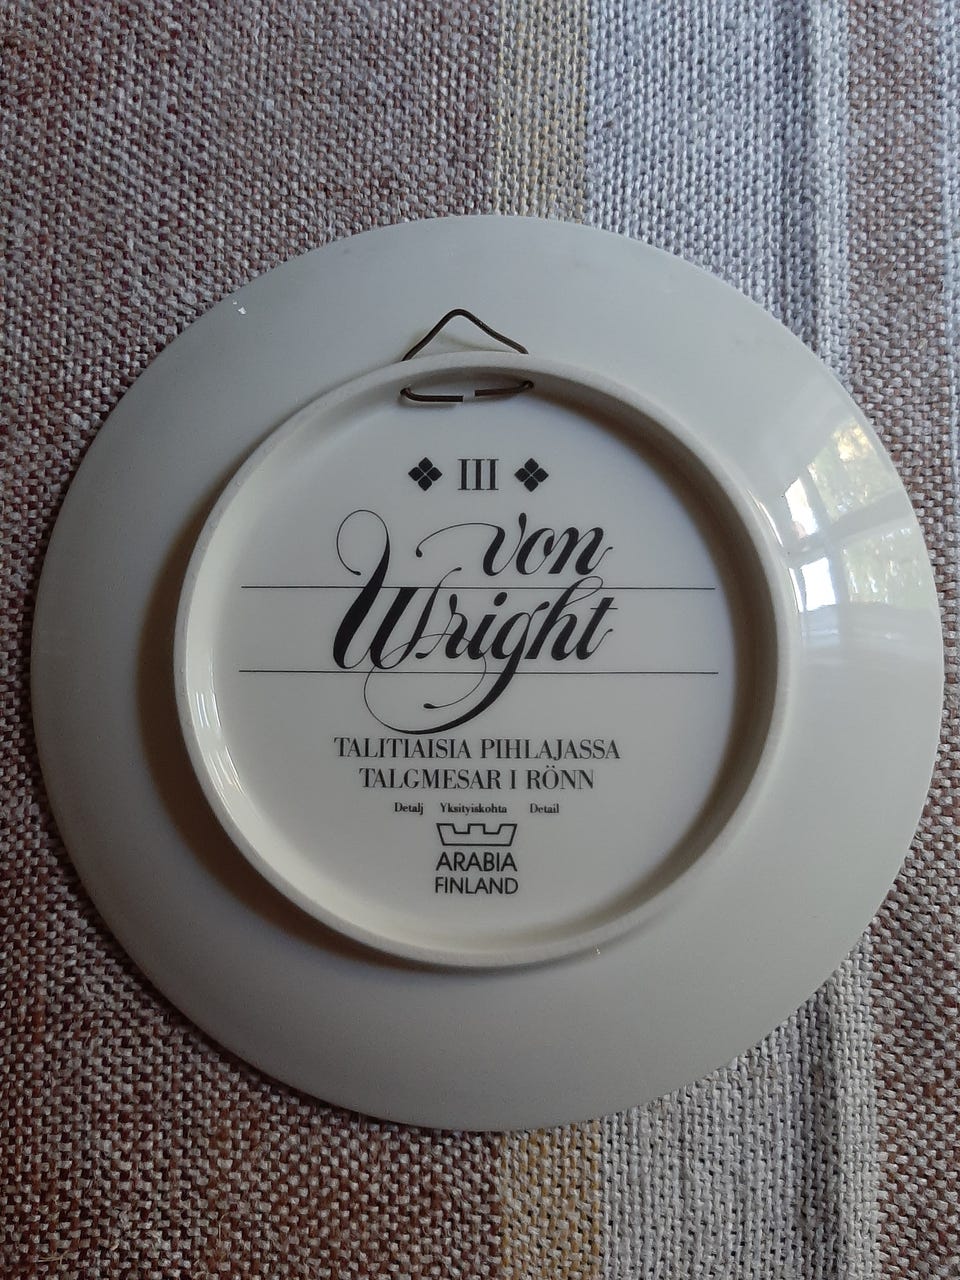 III
von
Wright
TALITIAISIA PIHLAJASSA
TALGMESAR I RÖNN
Detalj Yksityiskohta Detail
ARABIA
FINLAND